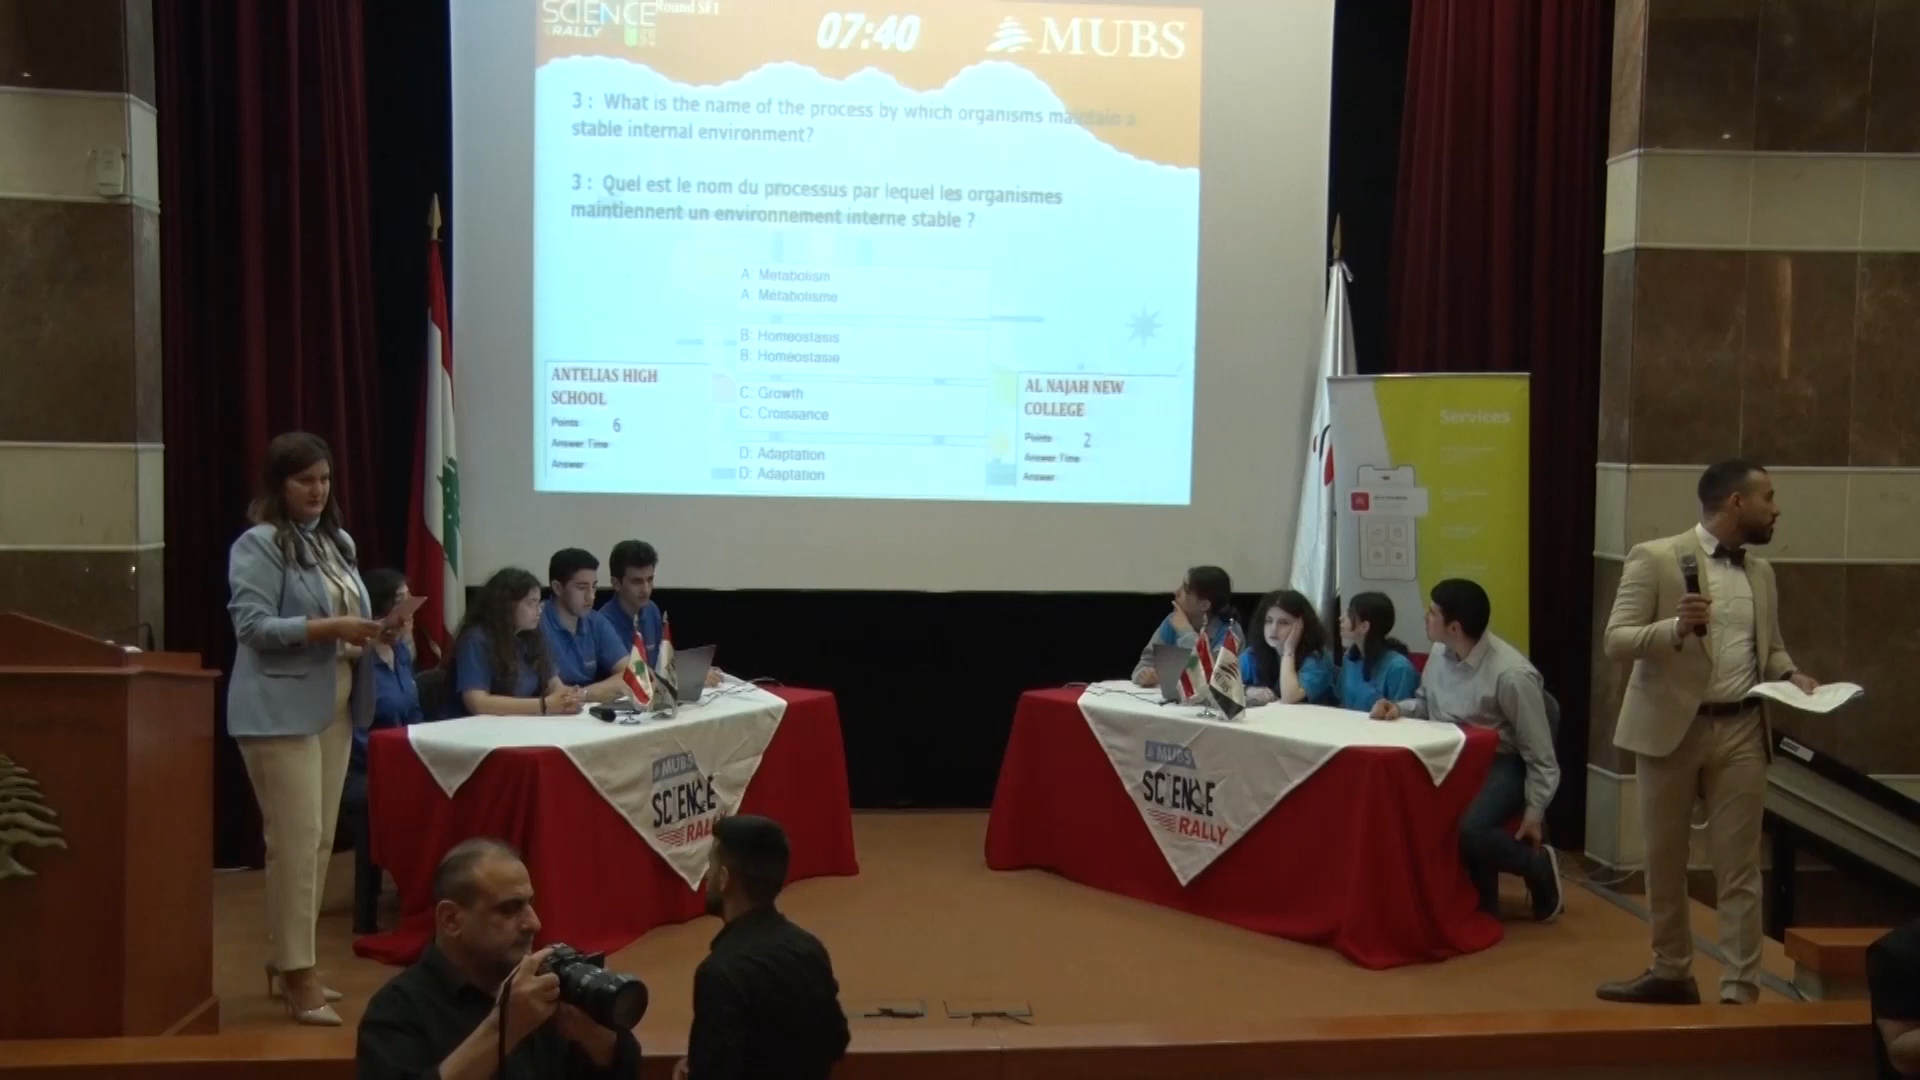 SCIENCE
RALLY
Round SF1
07:40
MUBS
3 : What is the name of the process by which organisms maintain a
stable internal environment?
3 : Quel est le nom du processus par lequel les organismes
maintiennent un environnement interne stable ?
A: Metabolism
A: Métabolisme
B: Homeostasis
B: Homéostasie
C: Growth
C: Croissance
D: Adaptation
D: Adaptation
ANTELIAS HIGH
SCHOOL
Points 6
Answer Time
Answer
AL NAJAH NEW
COLLEGE
Points 2
Answer Time
Answer
Services
MUBS
SCIENCE
RALLY
MUBS
SCIENCE
RALLY